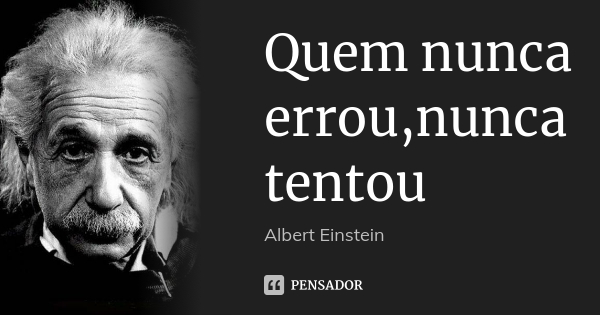 Quem nunca
errou,nunca
tentou
Albert Einstein
PENSADOR